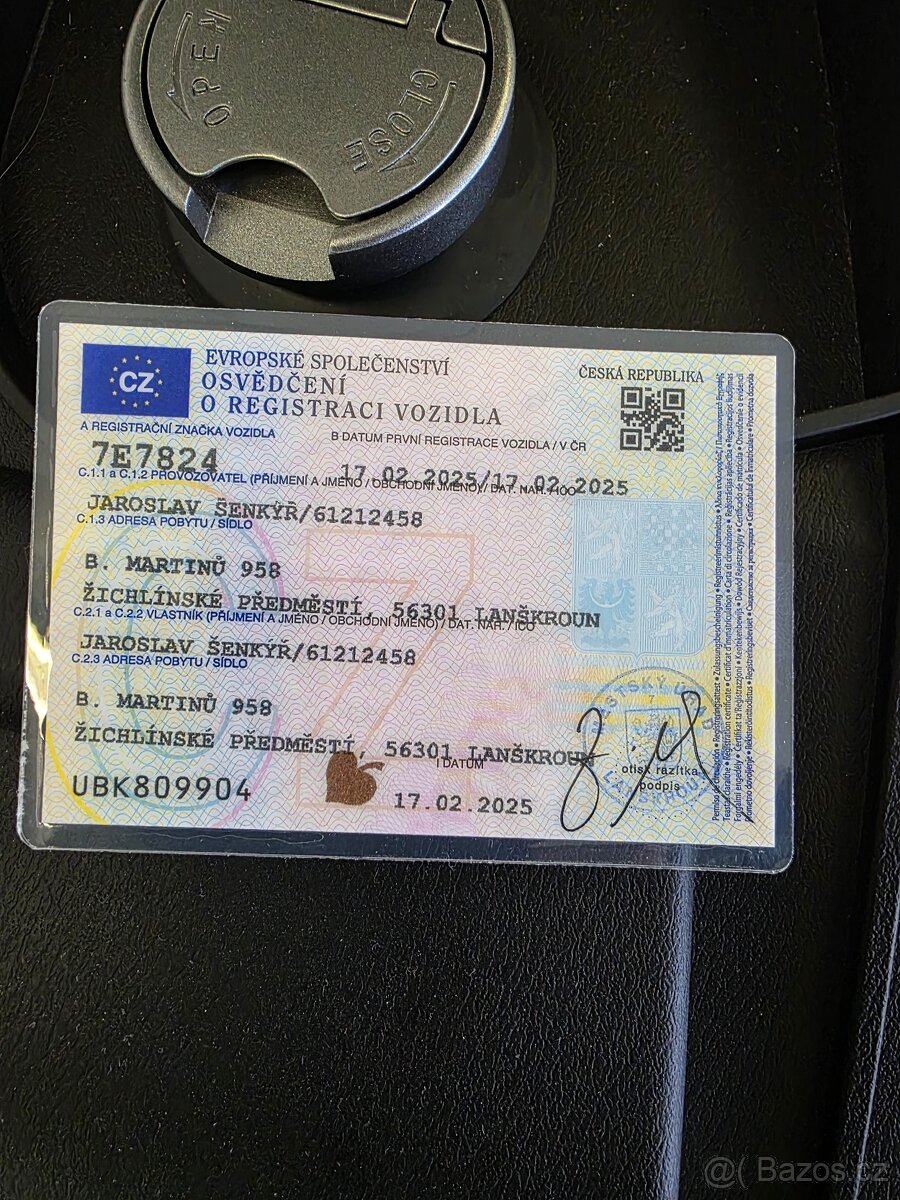 OPEN
CLOSE
CZ
EVROPSKÉ SPOLEČENSTVÍ
OSVĚDČENÍ
O REGISTRACI VOZIDLA
ČESKÁ REPUBLIKA
A REGISTRAČNÍ ZNAČKA VOZIDLA
B DATUM PRVNÍ REGISTRACE VOZIDLA / V ČR
7E7824
17.02.2025/17.02.2025
C.1.1 a C.1.2 PROVOZOVATEL (PŘÍJMENÍ A JMÉNO / OBCHODNÍ JMÉNO)/ DAT. NAR. / IČO
JAROSLAV ŠENKÝŘ/61212458
C.1.3 ADRESA POBYTU / SÍDLO
B. MARTINŮ 958
ŽICHLÍNSKÉ PŘEDMĚSTÍ, 56301 LANŠKROUN
C.2.1 a C.2.2 VLASTNÍK (PŘÍJMENÍ A JMÉNO / OBCHODNÍ JMÉNO)/ DAT. NAR. / IČO
JAROSLAV ŠENKÝŘ/61212458
C.2.3 ADRESA POBYTU / SÍDLO
B. MARTINŮ 958
ŽICHLÍNSKÉ PŘEDMĚSTÍ, 56301 LANŠKROUN
I DATUM
UBK809904
17.02.2025
otisk razítka
podpis
MĚSTSKÝ ÚŘAD
LANŠKROUN
@( Bazos.cz